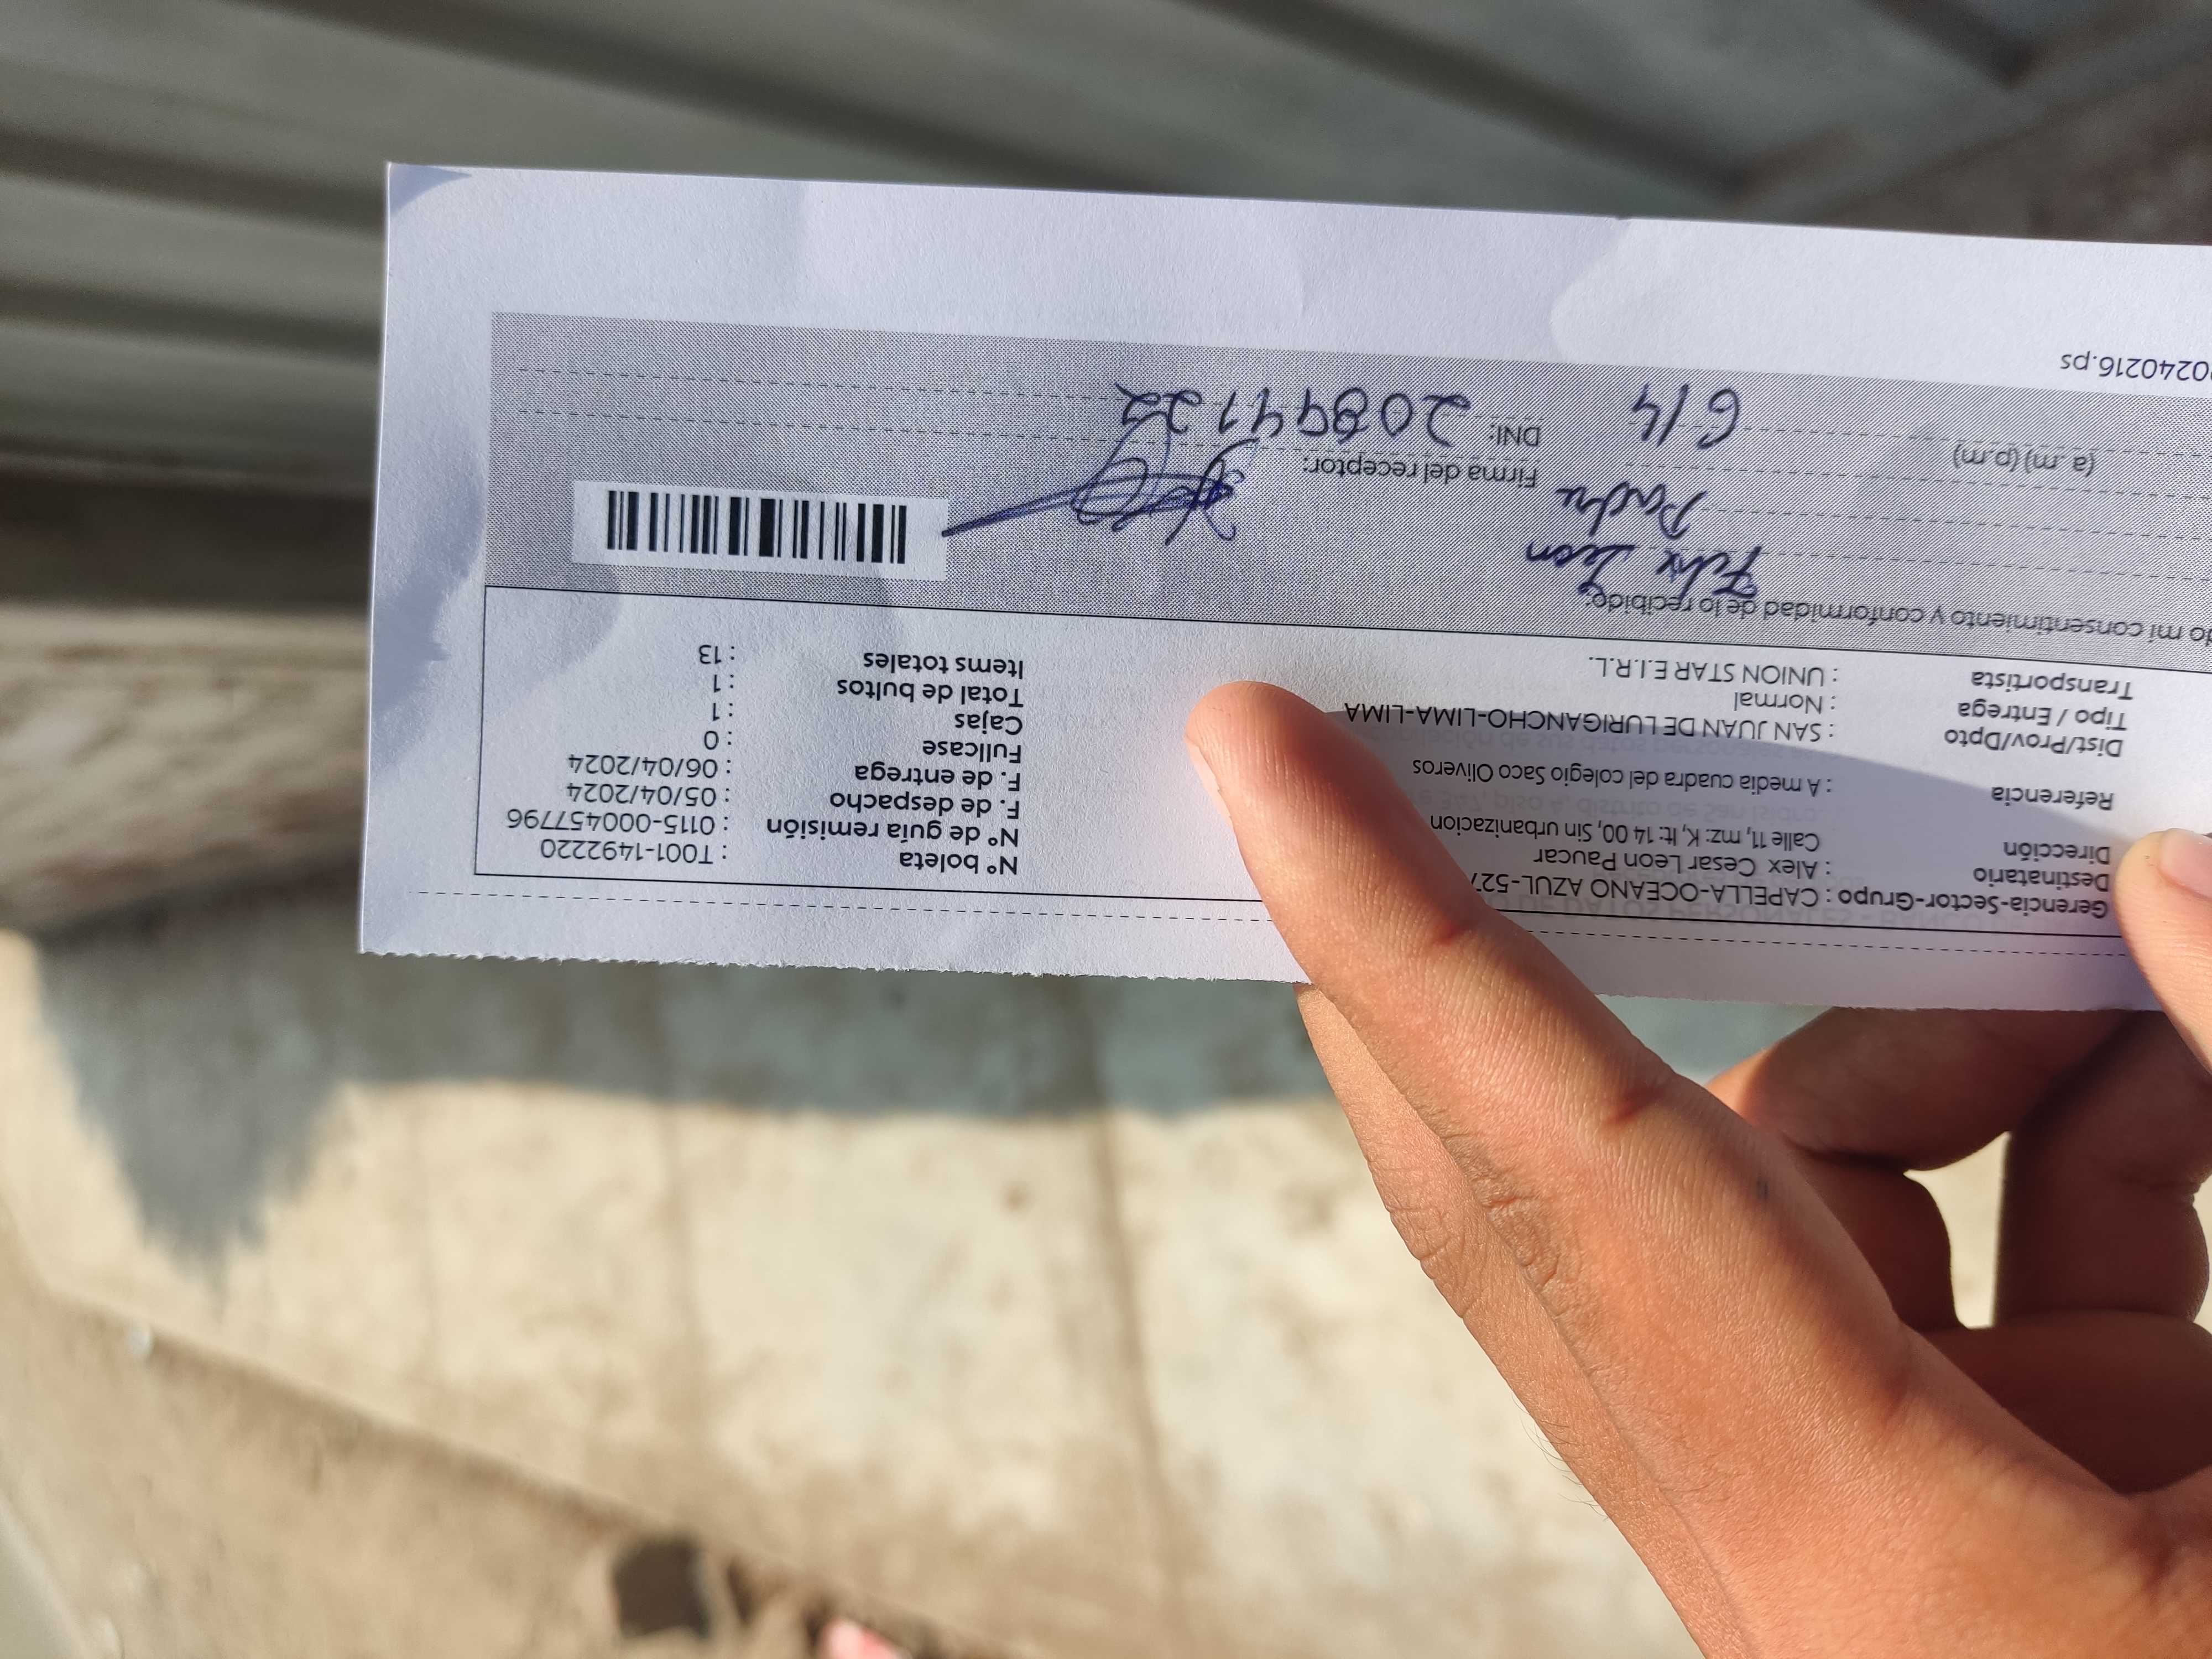 Gerencia-Sector-Grupo : CAPELLA-OCEANO AZUL-527
Destinatario : Alex Cesar Leon Paucar
Dirección Calle 11, mz: K, lt: 14 00, Sin urbanizacion
Referencia : A media cuadra del colegio Saco Oliveros
Dist/Prov/Dpto : SAN JUAN DE LURIGANCHO-LIMA-LIMA
Tipo / Entrega : Normal
Transportista : UNION STAR E.I.R.L.
N° boleta : T001-1492220
N° de guía remisión : 0115-000457796
F. de despacho : 05/04/2024
F. de entrega : 06/04/2024
Fullcase : 0
Cajas : 1
Total de bultos : 1
Items totales : 13
mi consentimiento y conformidad de lo recibido:
Felix Leon
Padre
Firma del receptor:
(a. m) (p.m) 6/4
DNI: 20894122
0240216.ps